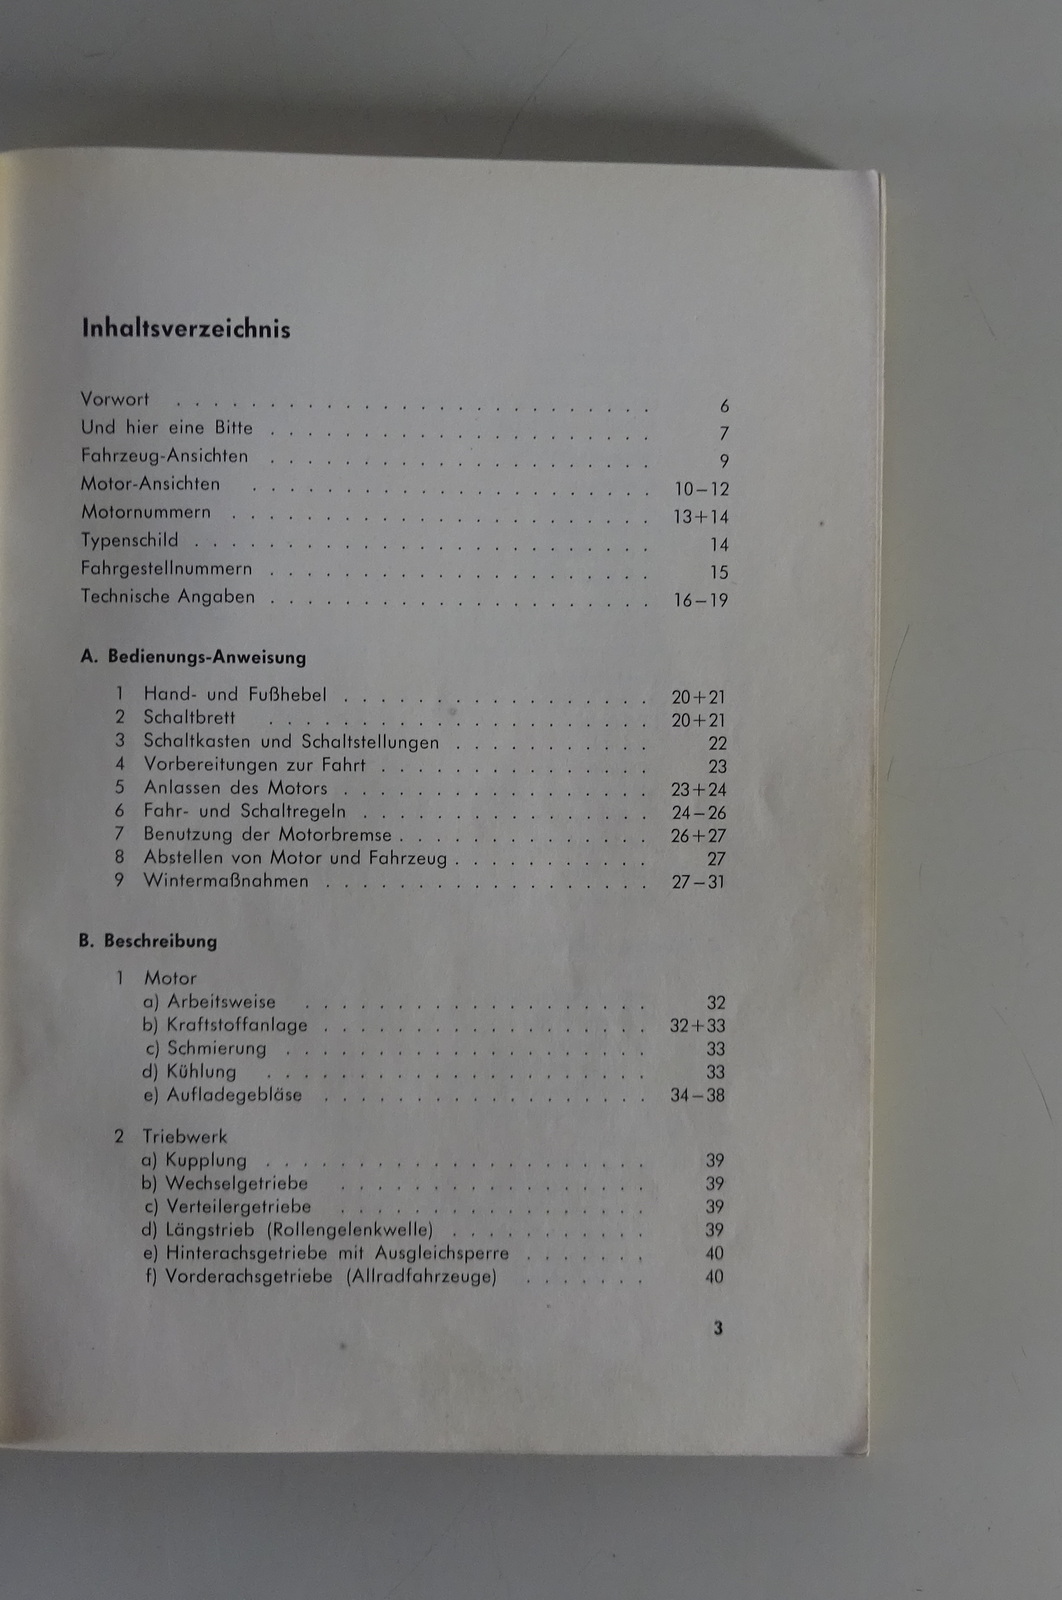 Inhaltsverzeichnis
Vorwort . . . . . . . . . . . . . . . . . . . . . . . . . . 6
Und hier eine Bitte . . . . . . . . . . . . . . . . . . . . . 7
Fahrzeug-Ansichten . . . . . . . . . . . . . . . . . . . . . 9
Motor-Ansichten . . . . . . . . . . . . . . . . . . . . . . 10–12
Motornummern . . . . . . . . . . . . . . . . . . . . . . . 13+14
Typenschild . . . . . . . . . . . . . . . . . . . . . . . . . 14
Fahrgestellnummern . . . . . . . . . . . . . . . . . . . . . 15
Technische Angaben . . . . . . . . . . . . . . . . . . . . . 16–19
A. Bedienungs-Anweisung
1 Hand- und Fußhebel . . . . . . . . . . . . . . . . . 20+21
2 Schaltbrett . . . . . . . . . . . . . . . . . . . . . 20+21
3 Schaltkasten und Schaltstellungen . . . . . . . . . . . 22
4 Vorbereitungen zur Fahrt . . . . . . . . . . . . . . . 23
5 Anlassen des Motors . . . . . . . . . . . . . . . . . 23+24
6 Fahr- und Schaltregeln . . . . . . . . . . . . . . . . 24–26
7 Benutzung der Motorbremse . . . . . . . . . . . . . . 26+27
8 Abstellen von Motor und Fahrzeug . . . . . . . . . . . 27
9 Wintermaßnahmen . . . . . . . . . . . . . . . . . . 27–31
B. Beschreibung
1 Motor
a) Arbeitsweise . . . . . . . . . . . . . . . . . . . 32
b) Kraftstoffanlage . . . . . . . . . . . . . . . . . . 32+33
c) Schmierung . . . . . . . . . . . . . . . . . . . . 33
d) Kühlung . . . . . . . . . . . . . . . . . . . . . 33
e) Aufladegebläse . . . . . . . . . . . . . . . . . . 34–38
2 Triebwerk
a) Kupplung . . . . . . . . . . . . . . . . . . . . . 39
b) Wechselgetriebe . . . . . . . . . . . . . . . . . 39
c) Verteilergetriebe . . . . . . . . . . . . . . . . . 39
d) Längstrieb (Rollengelenkwelle) . . . . . . . . . . . 39
e) Hinterachsgetriebe mit Ausgleichsperre . . . . . . . 40
f) Vorderachsgetriebe (Allradfahrzeuge) . . . . . . . 40
3